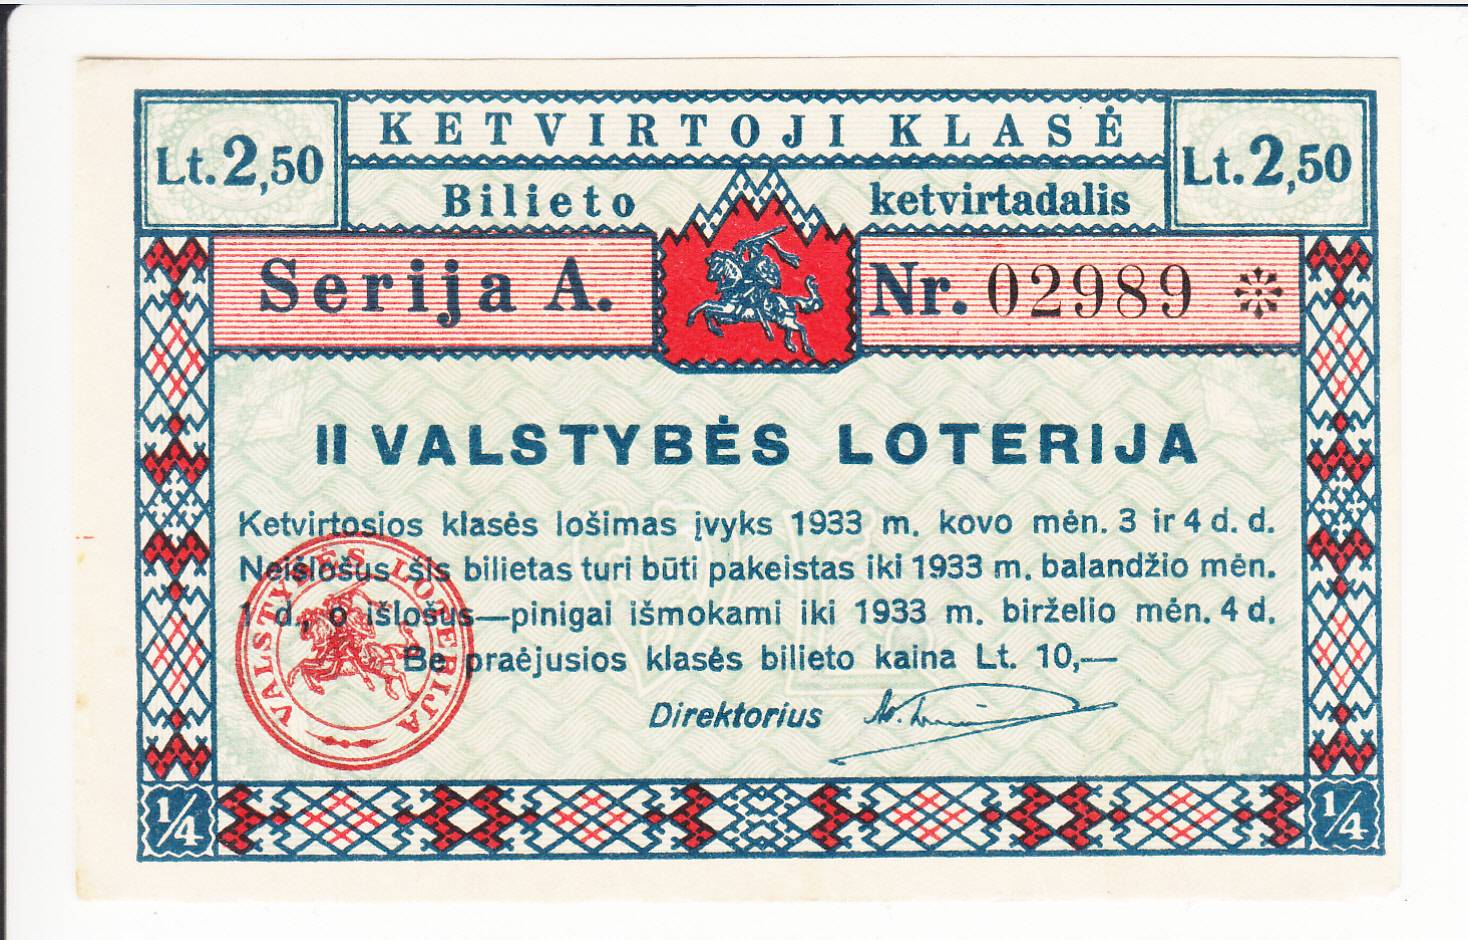 Lt. 2,50
KETVIRTOJI KLASĖ
Lt. 2,50
Bilieto ketvirtadalis
Serija A. Nr. 02989
II VALSTYBĖS LOTERIJA
Ketvirtosios klasės lošimas įvyks 1933 m. kovo mėn. 3 ir 4 d. d.
Neišlošus šis bilietas turi būti pakeistas iki 1933 m. balandžio mėn.
1 d., o išlošus—pinigai išmokami iki 1933 m. birželio mėn. 4 d.
Be praėjusios klasės bilieto kaina Lt. 10,—
Direktorius
VALSTYBĖS LOTERIJA
1/4
1/4